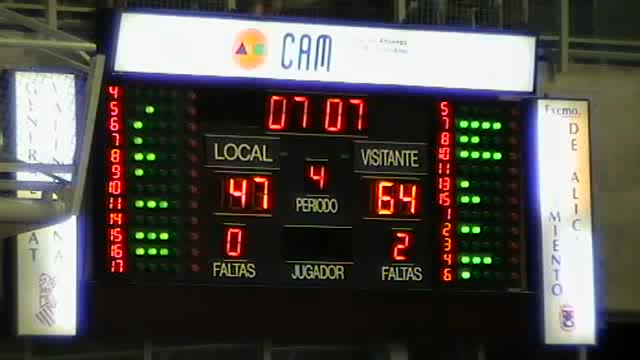 CAM
07 07
LOCAL
VISITANTE
4
47
64
PERIODO
0
2
FALTAS
JUGADOR
FALTAS
4
5
6
7
8
9
10
11
14
15
16
17
5
7
8
10
11
13
15
1
2
3
4
6
GENERALITAT
VALENCIANA
Excmo.
DE ALIC.
MIENTO